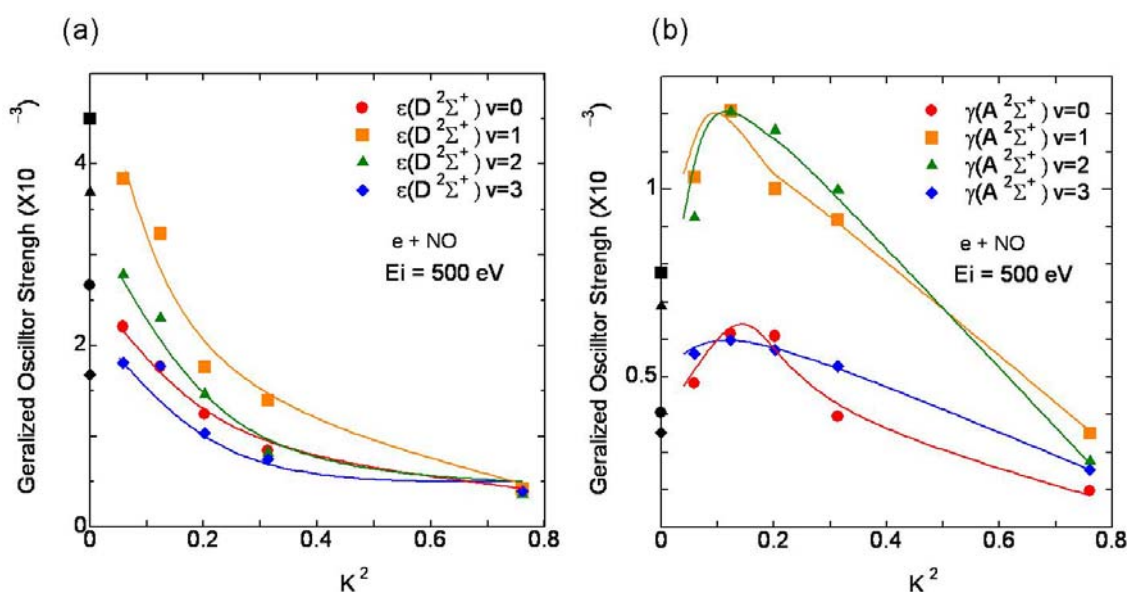 (a)
Geralized Oscilltor Strengh (X10⁻³)
4
2
0
0
0.2
0.4
0.6
0.8
K²
ε(D ²Σ⁺) v=0
ε(D ²Σ⁺) v=1
ε(D ²Σ⁺) v=2
ε(D ²Σ⁺) v=3
e + NO
Ei = 500 eV
(b)
Geralized Oscilltor Strengh (X10⁻³)
1
0.5
0
0.2
0.4
0.6
0.8
K²
γ(A ²Σ⁺) v=0
γ(A ²Σ⁺) v=1
γ(A ²Σ⁺) v=2
γ(A ²Σ⁺) v=3
e + NO
Ei = 500 eV